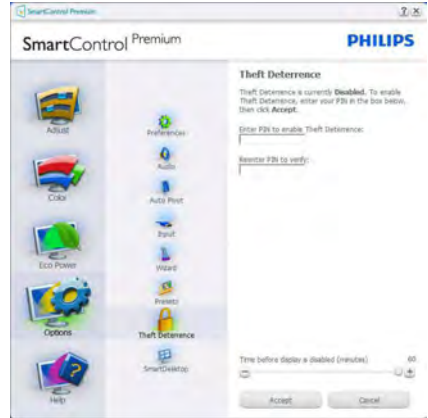 SmartControl Premium
SmartControl Premium
PHILIPS
Adjust
Color
Eco Power
Options
Help
Preferences
Audio
Auto Pivot
Input
Wizard
Presets
Theft Deterrence
SmartDesktop
Theft Deterrence
Theft Deterrence is currently Disabled. To enable
Theft Deterrence, enter your PIN in the box below,
then click Accept.
Enter PIN to enable Theft Deterrence:
Reenter PIN to verify:
Time before display is disabled (minutes) 60
Accept Cancel